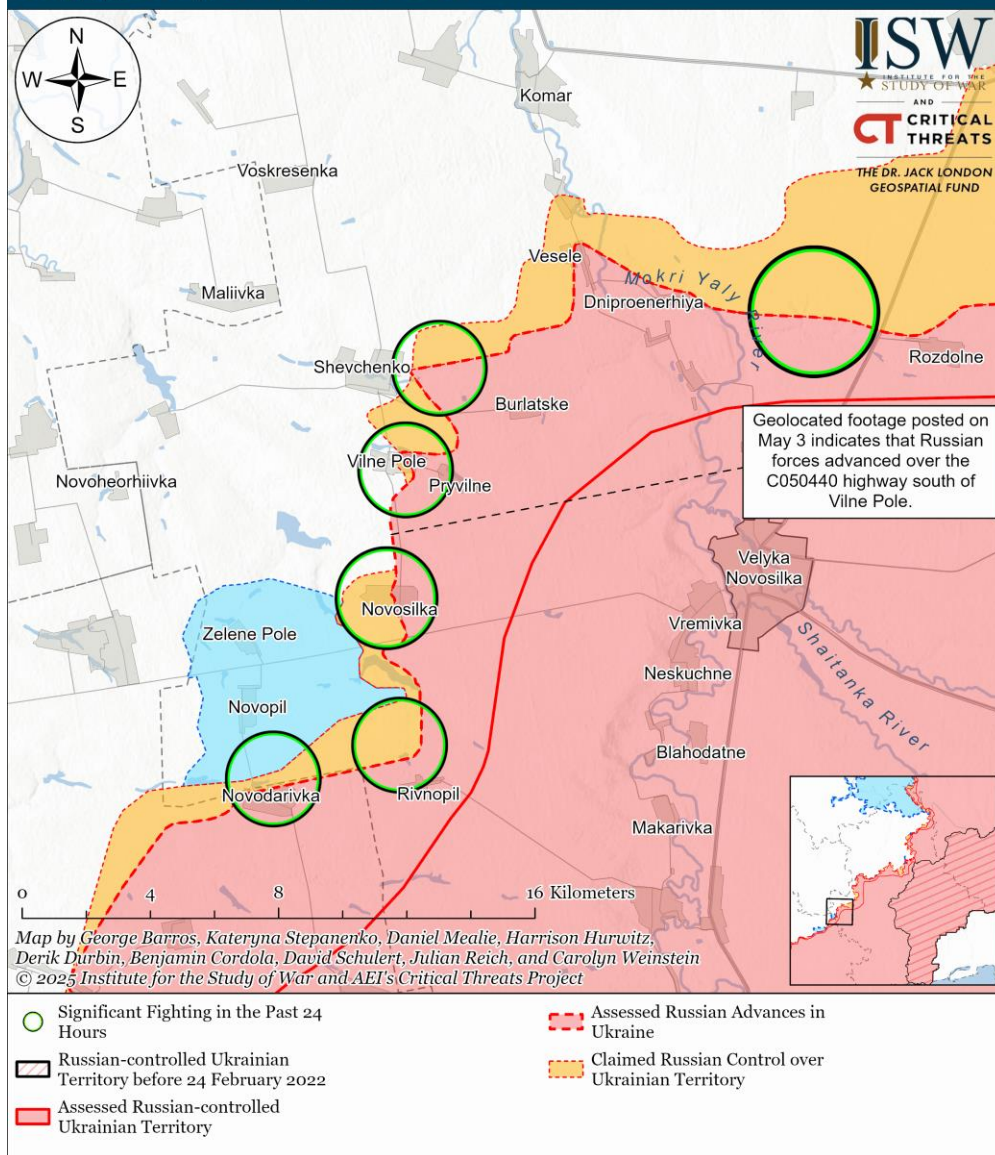 N
W
E
S
ISW
INSTITUTE FOR THE
STUDY OF WAR
AND
CT CRITICAL
THREATS
THE DR. JACK LONDON
GEOSPATIAL FUND
Komar
Voskresenka
Vesele
Mokri Yaly River
Dniproenerhiya
Maliivka
Shevchenko
Rozdolne
Burlatske
Geolocated footage posted on
May 3 indicates that Russian
forces advanced over the
C050440 highway south of
Vilne Pole.
Vilne Pole
Pryvilne
Novoheorhiivka
Velyka
Novosilka
Novosilka
Vremivka
Zelene Pole
Shaitanka River
Neskuchne
Novopil
Blahodatne
Novodarivka
Rivnopil
Makarivka
0
4
8
16 Kilometers
Map by George Barros, Kateryna Stepanenko, Daniel Mealie, Harrison Hurwitz,
Derik Durbin, Benjamin Cordola, David Schulert, Julian Reich, and Carolyn Weinstein
© 2025 Institute for the Study of War and AEI's Critical Threats Project
Significant Fighting in the Past 24
Hours
Russian-controlled Ukrainian
Territory before 24 February 2022
Assessed Russian-controlled
Ukrainian Territory
Assessed Russian Advances in
Ukraine
Claimed Russian Control over
Ukrainian Territory